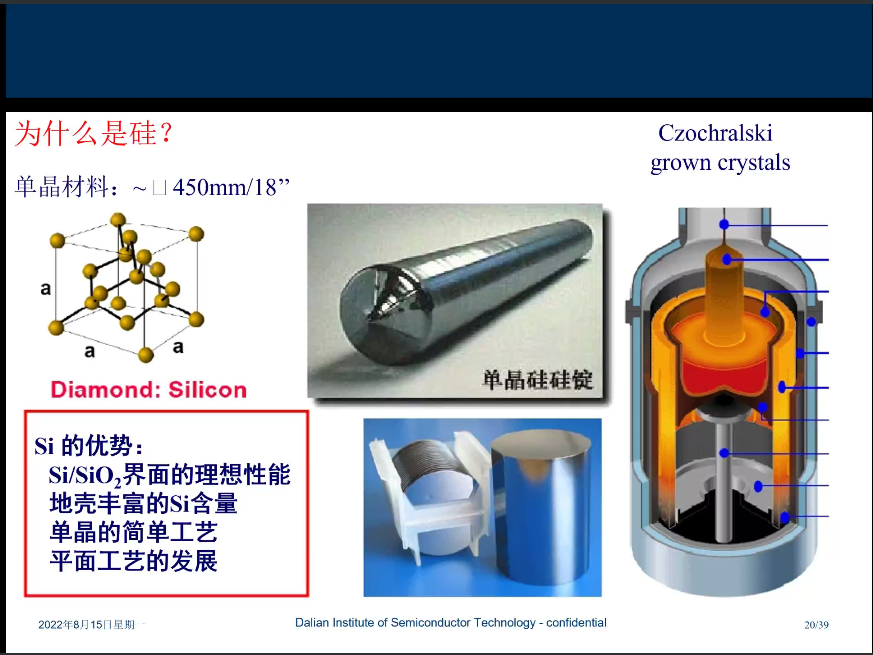 为什么是硅？
单晶材料：~ □ 450mm/18”
Czochralski
grown crystals
a
a
a
Diamond: Silicon
单晶硅硅锭
Si 的优势：
Si/SiO₂界面的理想性能
地壳丰富的Si含量
单晶的简单工艺
平面工艺的发展
2022年8月15日星期一
Dalian Institute of Semiconductor Technology - confidential
20/39